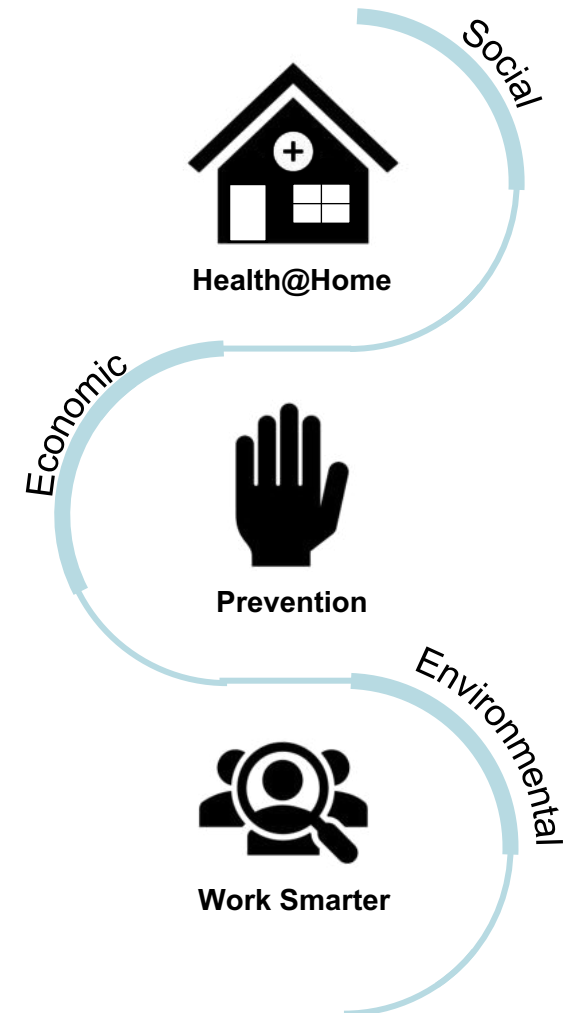 Social
Health@Home
Economic
Prevention
Environmental
Work Smarter